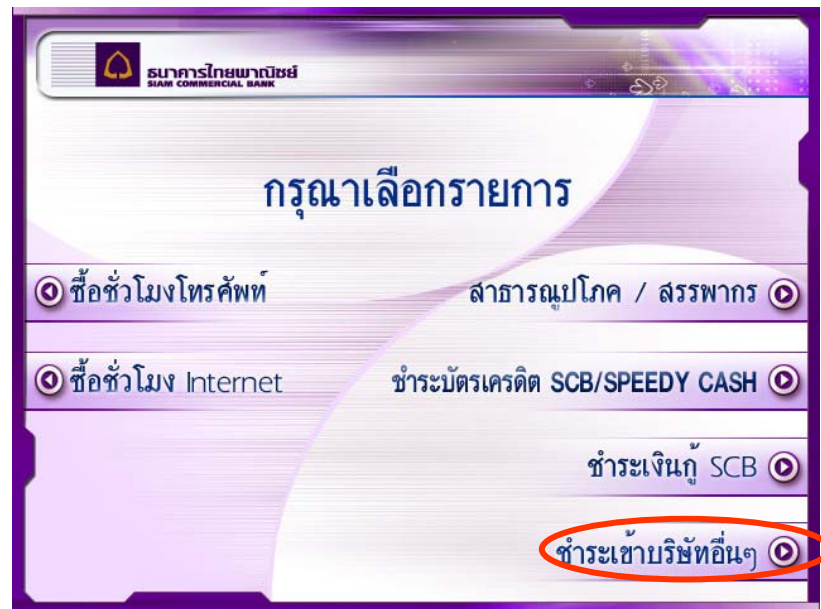 ธนาคารไทยพาณิชย์
SIAM COMMERCIAL BANK
กรุณาเลือกรายการ
ซื้อชั่วโมงโทรศัพท์
สาธารณูปโภค / สรรพากร
ซื้อชั่วโมง Internet
ชำระบัตรเครดิต SCB/SPEEDY CASH
ชำระเงินกู้ SCB
ชำระเข้าบริษัทอื่นๆ